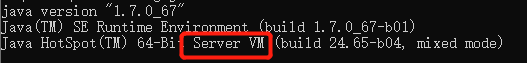 java version "1.7.0_67"
Java(TM) SE Runtime Environment (build 1.7.0_67-b01)
Java HotSpot(TM) 64-Bit Server VM (build 24.65-b04, mixed mode)